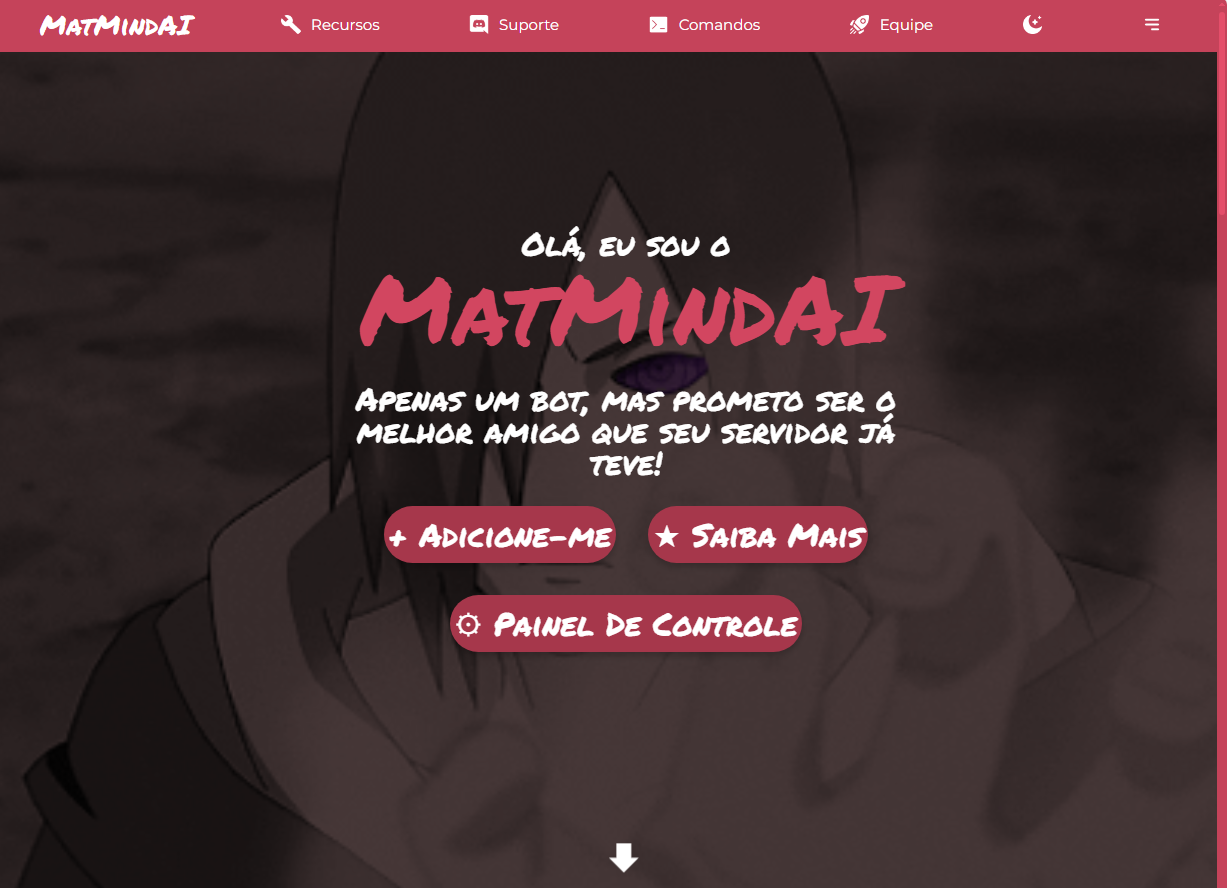 MatMindAI
Recursos
Suporte
Comandos
Equipe
Olá, eu sou o
MatMindAI
Apenas um bot, mas prometo ser o
melhor amigo que seu servidor já
teve!
+ Adicione-me
★ Saiba Mais
Painel De Controle